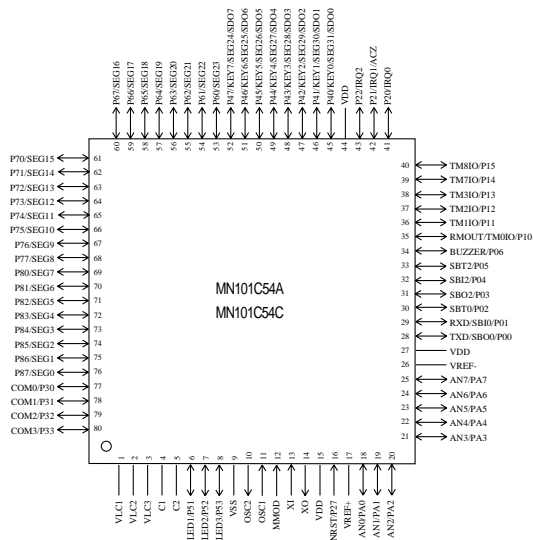 P67/SEG16
P66/SEG17
P65/SEG18
P64/SEG19
P63/SEG20
P62/SEG21
P61/SEG22
P60/SEG23
P47/KEY7/SEG24/SDO7
P46/KEY6/SEG25/SDO6
P45/KEY5/SEG26/SDO5
P44/KEY4/SEG27/SDO4
P43/KEY3/SEG28/SDO3
P42/KEY2/SEG29/SDO2
P41/KEY1/SEG30/SDO1
P40/KEY0/SEG31/SDO0
VDD
P22/IRQ2
P21/IRQ1/ACZ
P20/IRQ0
60 59 58 57 56 55 54 53 52 51 50 49 48 47 46 45 44 43 42 41
P70/SEG15 61
P71/SEG14 62
P72/SEG13 63
P73/SEG12 64
P74/SEG11 65
P75/SEG10 66
P76/SEG9 67
P77/SEG8 68
P80/SEG7 69
P81/SEG6 70
P82/SEG5 71
P83/SEG4 72
P84/SEG3 73
P85/SEG2 74
P86/SEG1 75
P87/SEG0 76
COM0/P30 77
COM1/P31 78
COM2/P32 79
COM3/P33 80
MN101C54A
MN101C54C
40 TM8IO/P15
39 TM7IO/P14
38 TM3IO/P13
37 TM2IO/P12
36 TM1IO/P11
35 RMOUT/TM0IO/P10
34 BUZZER/P06
33 SBT2/P05
32 SBI2/P04
31 SBO2/P03
30 SBT0/P02
29 RXD/SBI0/P01
28 TXD/SBO0/P00
27 VDD
26 VREF-
25 AN7/PA7
24 AN6/PA6
23 AN5/PA5
22 AN4/PA4
21 AN3/PA3
1 2 3 4 5 6 7 8 9 10 11 12 13 14 15 16 17 18 19 20
VLC1
VLC2
VLC3
C1
C2
LED1/P51
LED2/P52
LED3/P53
VSS
OSC2
OSC1
MMOD
XI
XO
VDD
NRST/P27
VREF+
AN0/PA0
AN1/PA1
AN2/PA2